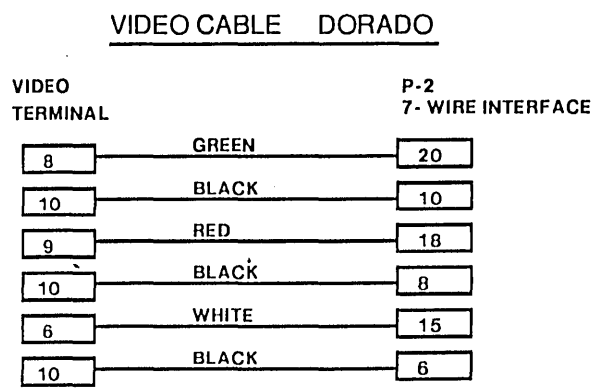 VIDEO CABLE DORADO
VIDEO TERMINAL
P-2
7- WIRE INTERFACE
8 GREEN 20
10 BLACK 10
9 RED 18
10 BLACK 8
6 WHITE 15
10 BLACK 6